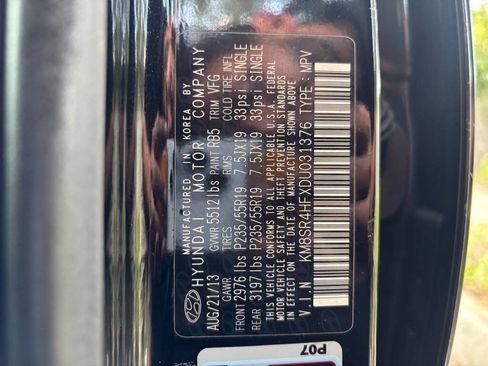 MANUFACTURED IN KOREA BY
HYUNDAI MOTOR COMPANY
AUG/21/13 GVWR 5512 lbs PAINT RB5 TRIM VFG
GAWR TIRES RIMS COLD TIRE INFL
FRONT 2976 lbs P235/55R19 7.5JX19 33psi SINGLE
REAR 3197 lbs P235/55R19 7.5JX19 33psi SINGLE
THIS VEHICLE CONFORMS TO ALL APPLICABLE U.S.A. FEDERAL
MOTOR VEHICLE SAFETY AND THEFT PREVENTION STANDARDS
IN EFFECT ON THE DATE OF MANUFACTURE SHOWN ABOVE.
V I N : KM8SR4HFXDU031376 TYPE : MPV
P07